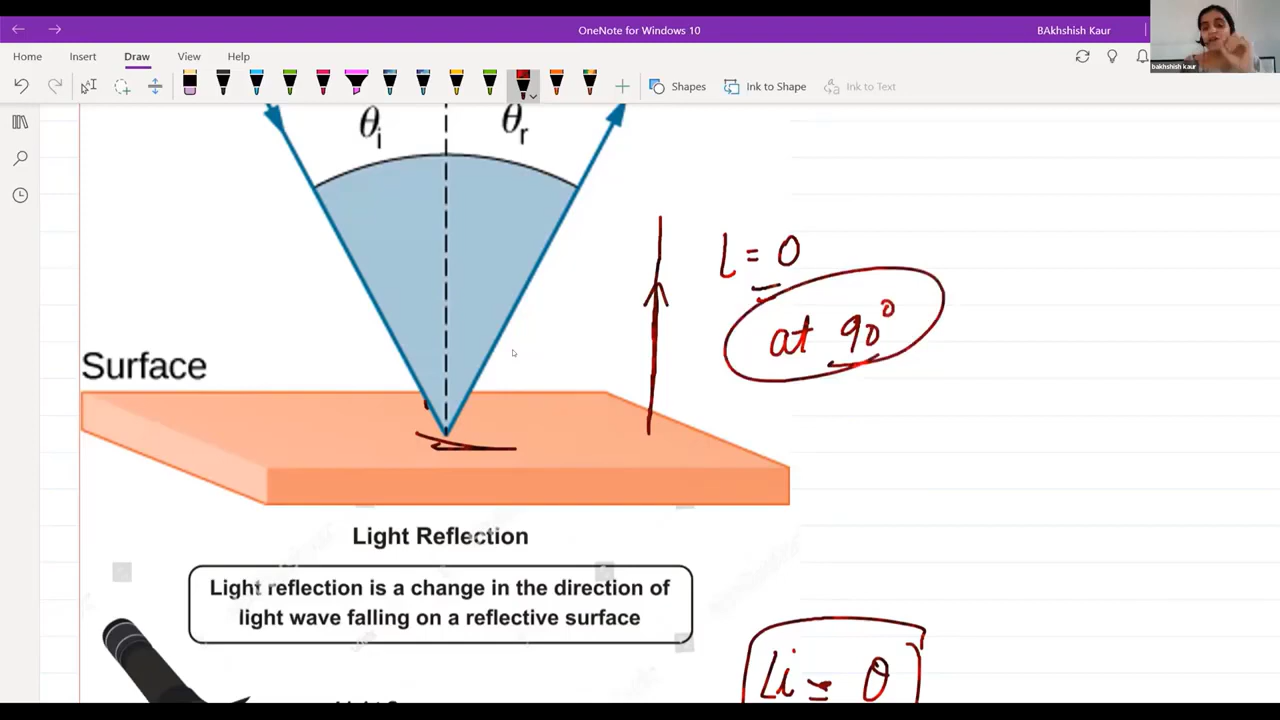 OneNote for Windows 10
BAkhshish Kaur
bakhshish kaur
Home Insert Draw View Help
Shapes Ink to Shape Ink to Text
θi θr
l = 0
at 90°
Surface
Light Reflection
Light reflection is a change in the direction of
light wave falling on a reflective surface
∠i = 0